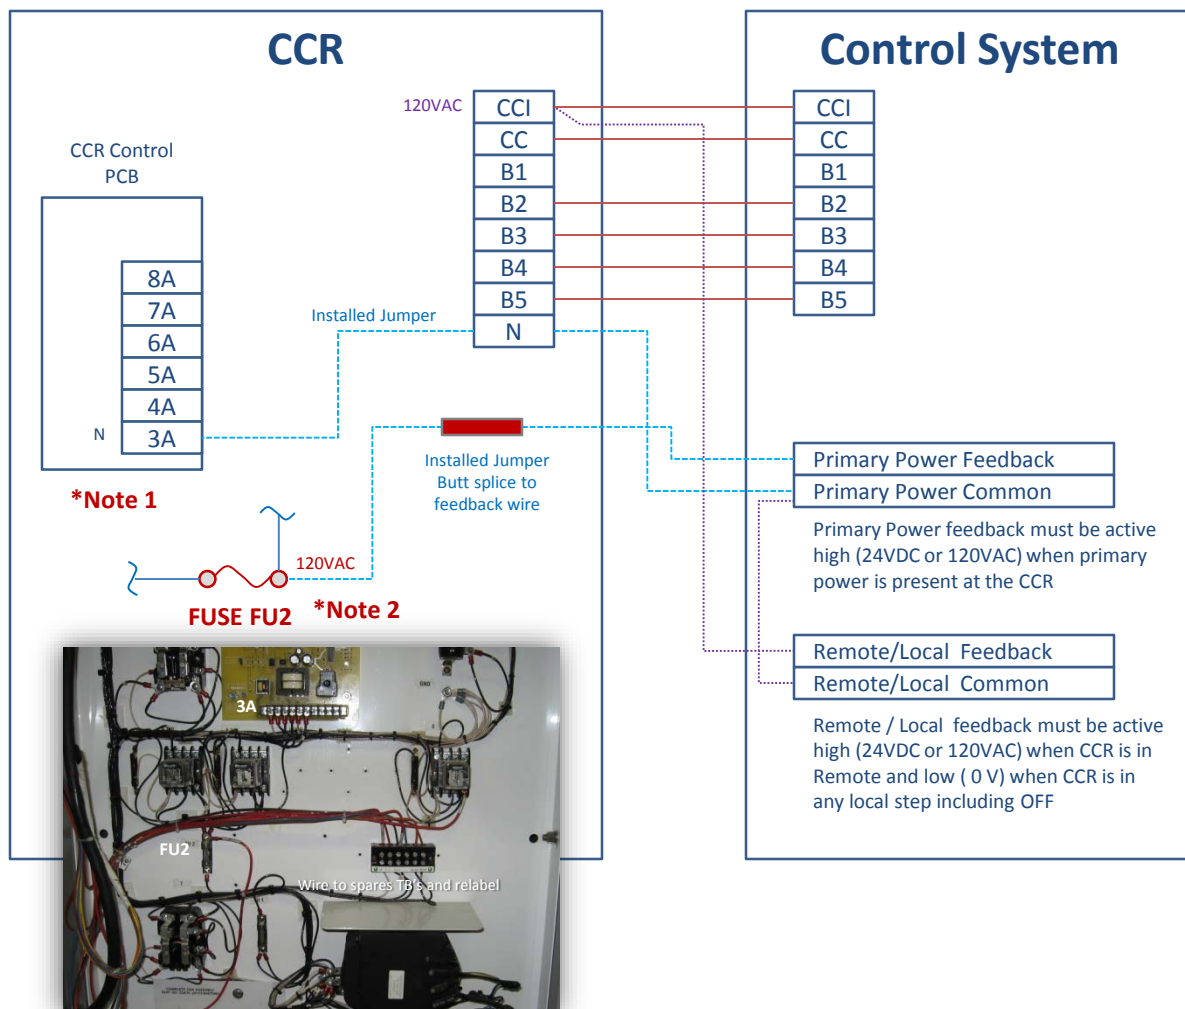 CCR
Control System
120VAC
CCI
CC
B1
B2
B3
B4
B5
N
CCI
CC
B1
B2
B3
B4
B5
CCR Control
PCB
8A
7A
6A
5A
4A
N 3A
Installed Jumper
*Note 1
Installed Jumper
Butt splice to
feedback wire
120VAC
FUSE FU2 *Note 2
Primary Power Feedback
Primary Power Common
Primary Power feedback must be active
high (24VDC or 120VAC) when primary
power is present at the CCR
Remote/Local Feedback
Remote/Local Common
Remote / Local feedback must be active
high (24VDC or 120VAC) when CCR is in
Remote and low ( 0 V) when CCR is in
any local step including OFF
3A
GND
FU2
Wire to spares TB's and relabel